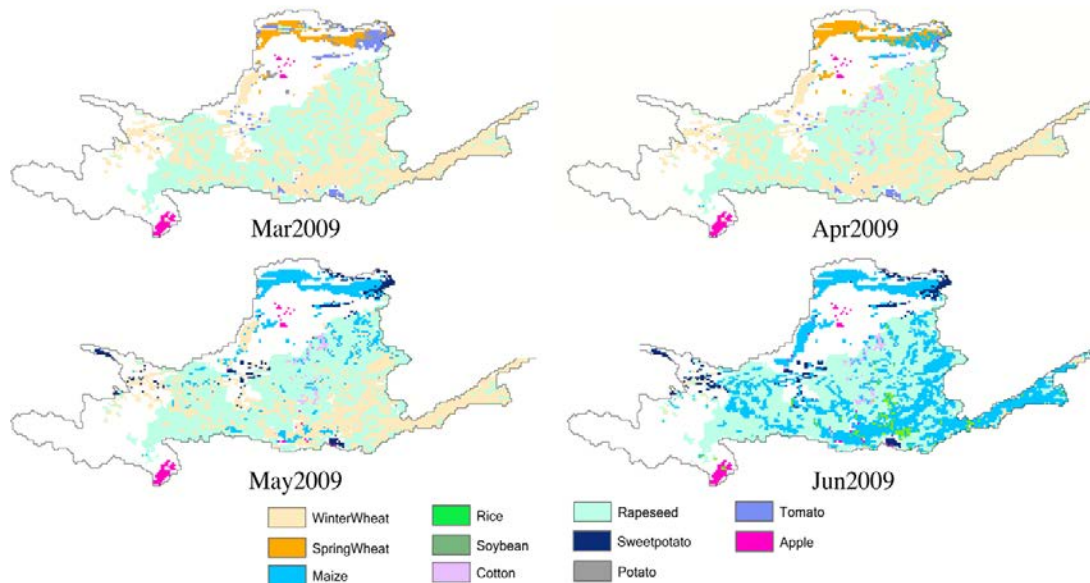 Mar2009
Apr2009
May2009
Jun2009
WinterWheat
Rice
Rapeseed
Tomato
SpringWheat
Soybean
Sweetpotato
Apple
Maize
Cotton
Potato